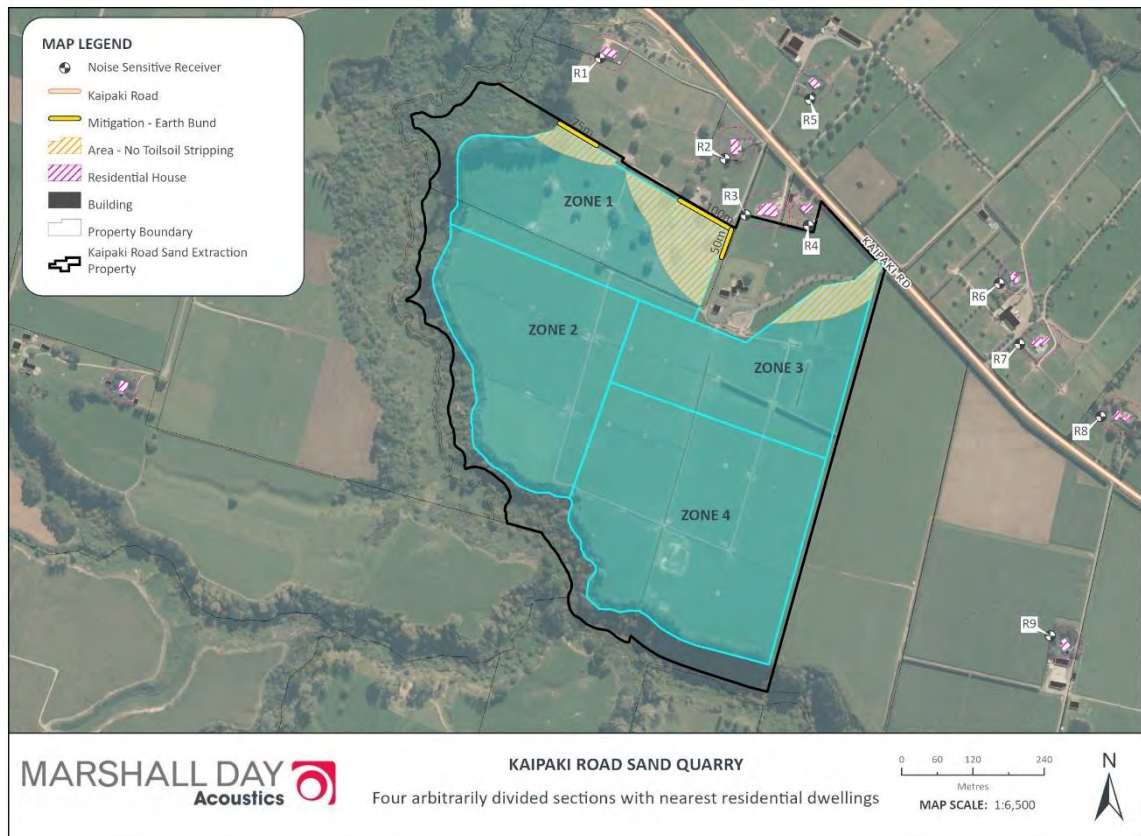 MAP LEGEND
Noise Sensitive Receiver
Kaipaki Road
Mitigation - Earth Bund
Area - No Toilsoil Stripping
Residential House
Building
Property Boundary
Kaipaki Road Sand Extraction
Property
R1
R5
75m
R2
ZONE 1
R3
100m
R4
50m
KAIPAKI RD
R6
ZONE 2
R7
ZONE 3
R8
ZONE 4
R9
MARSHALL DAY
Acoustics
KAIPAKI ROAD SAND QUARRY
Four arbitrarily divided sections with nearest residential dwellings
0 60 120 240
Metres
MAP SCALE: 1:6,500
N